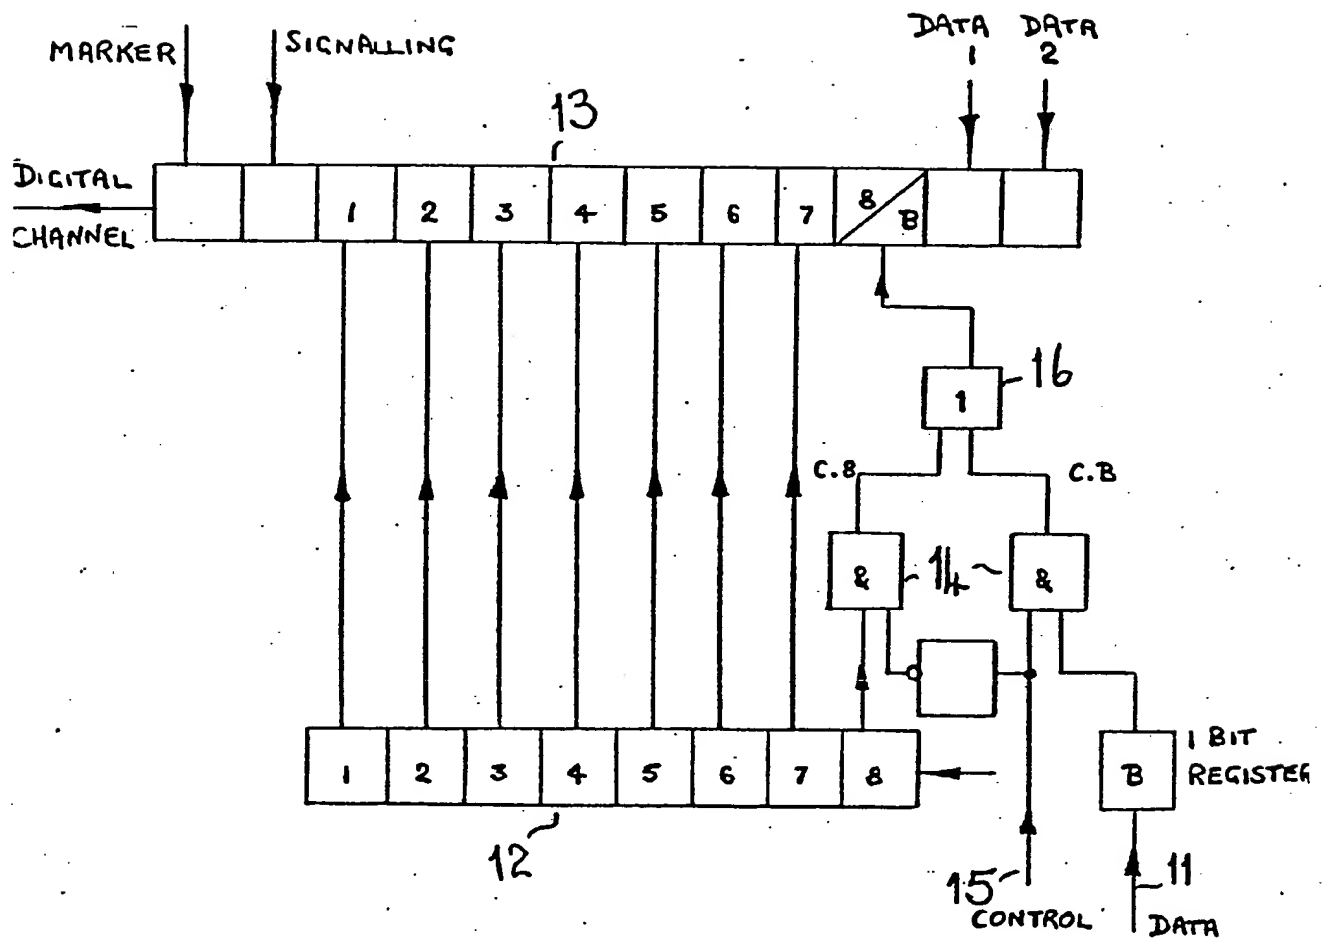 MARKER
SIGNALLING
DATA 1
DATA 2
13
DIGITAL CHANNEL
1 2 3 4 5 6 7 8 B
16
1
C.8
C.B
&
14
&
1 BIT REGISTER
B
1 2 3 4 5 6 7 8
12
15
CONTROL
11
DATA